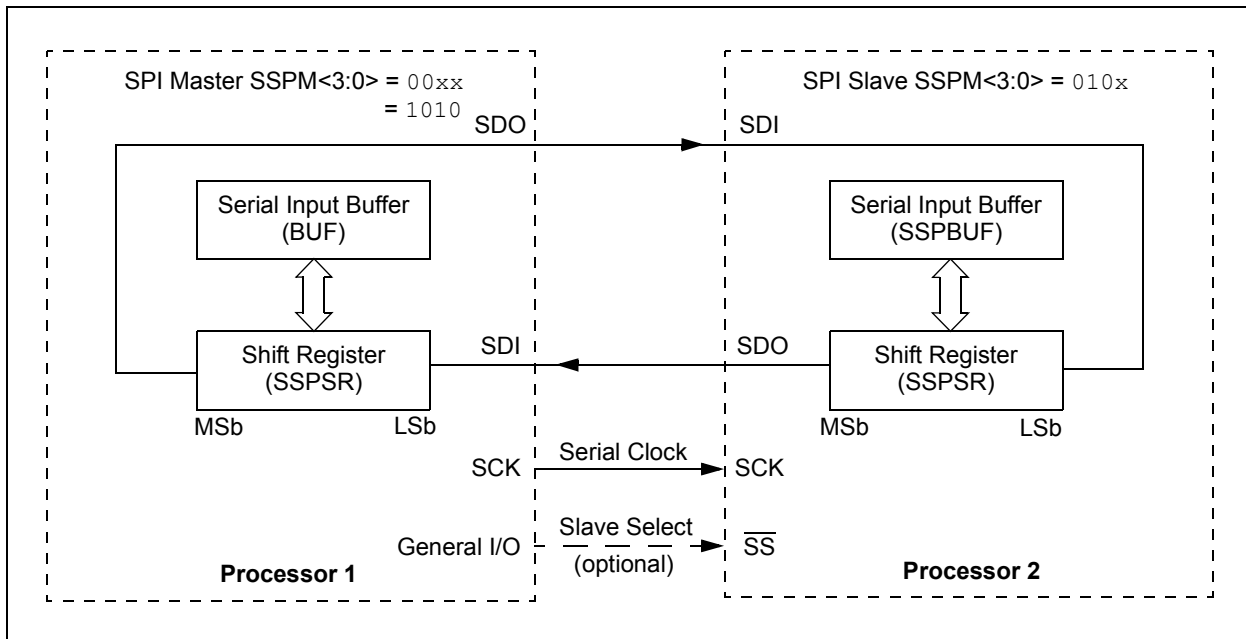 SPI Master SSPM<3:0> = 00xx
= 1010
SDO
Serial Input Buffer
(BUF)
Shift Register
(SSPSR)
MSb
LSb
SDI
SCK
General I/O
Processor 1
Serial Clock
Slave Select
(optional)
SPI Slave SSPM<3:0> = 010x
SDI
Serial Input Buffer
(SSPBUF)
SDO
Shift Register
(SSPSR)
MSb
LSb
SCK
S̅S̅
Processor 2